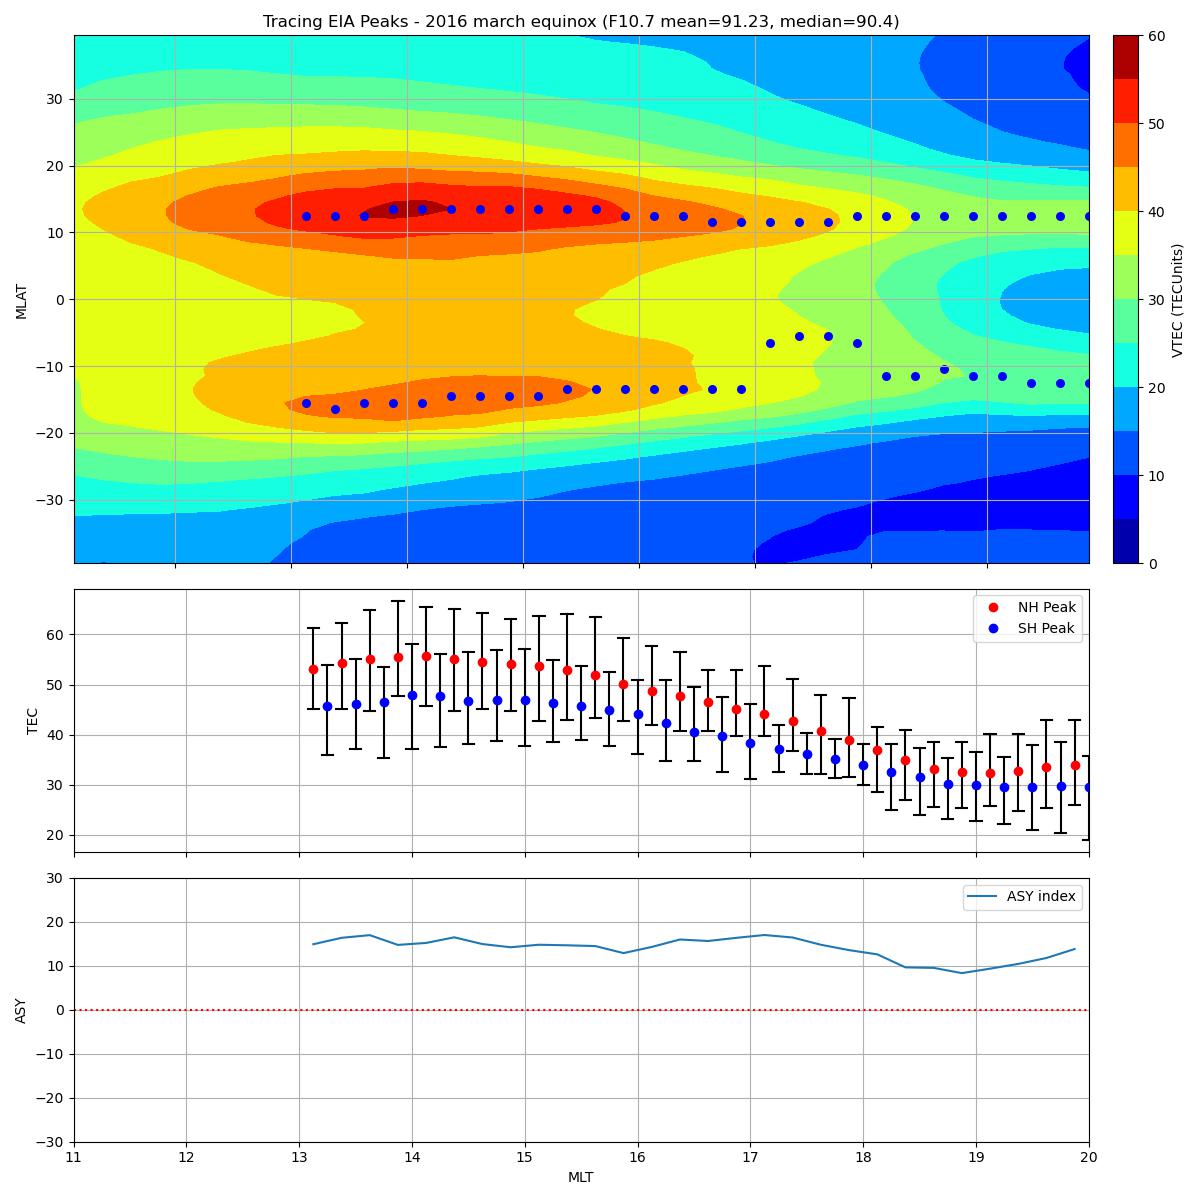 Tracing EIA Peaks - 2016 march equinox (F10.7 mean=91.23, median=90.4)
MLAT
30
20
10
0
−10
−20
−30
60
50
40
30
20
10
0
VTEC (TECUnits)
TEC
60
50
40
30
20
NH Peak
SH Peak
ASY
30
20
10
0
−10
−20
−30
ASY index
11 12 13 14 15 16 17 18 19 20
MLT